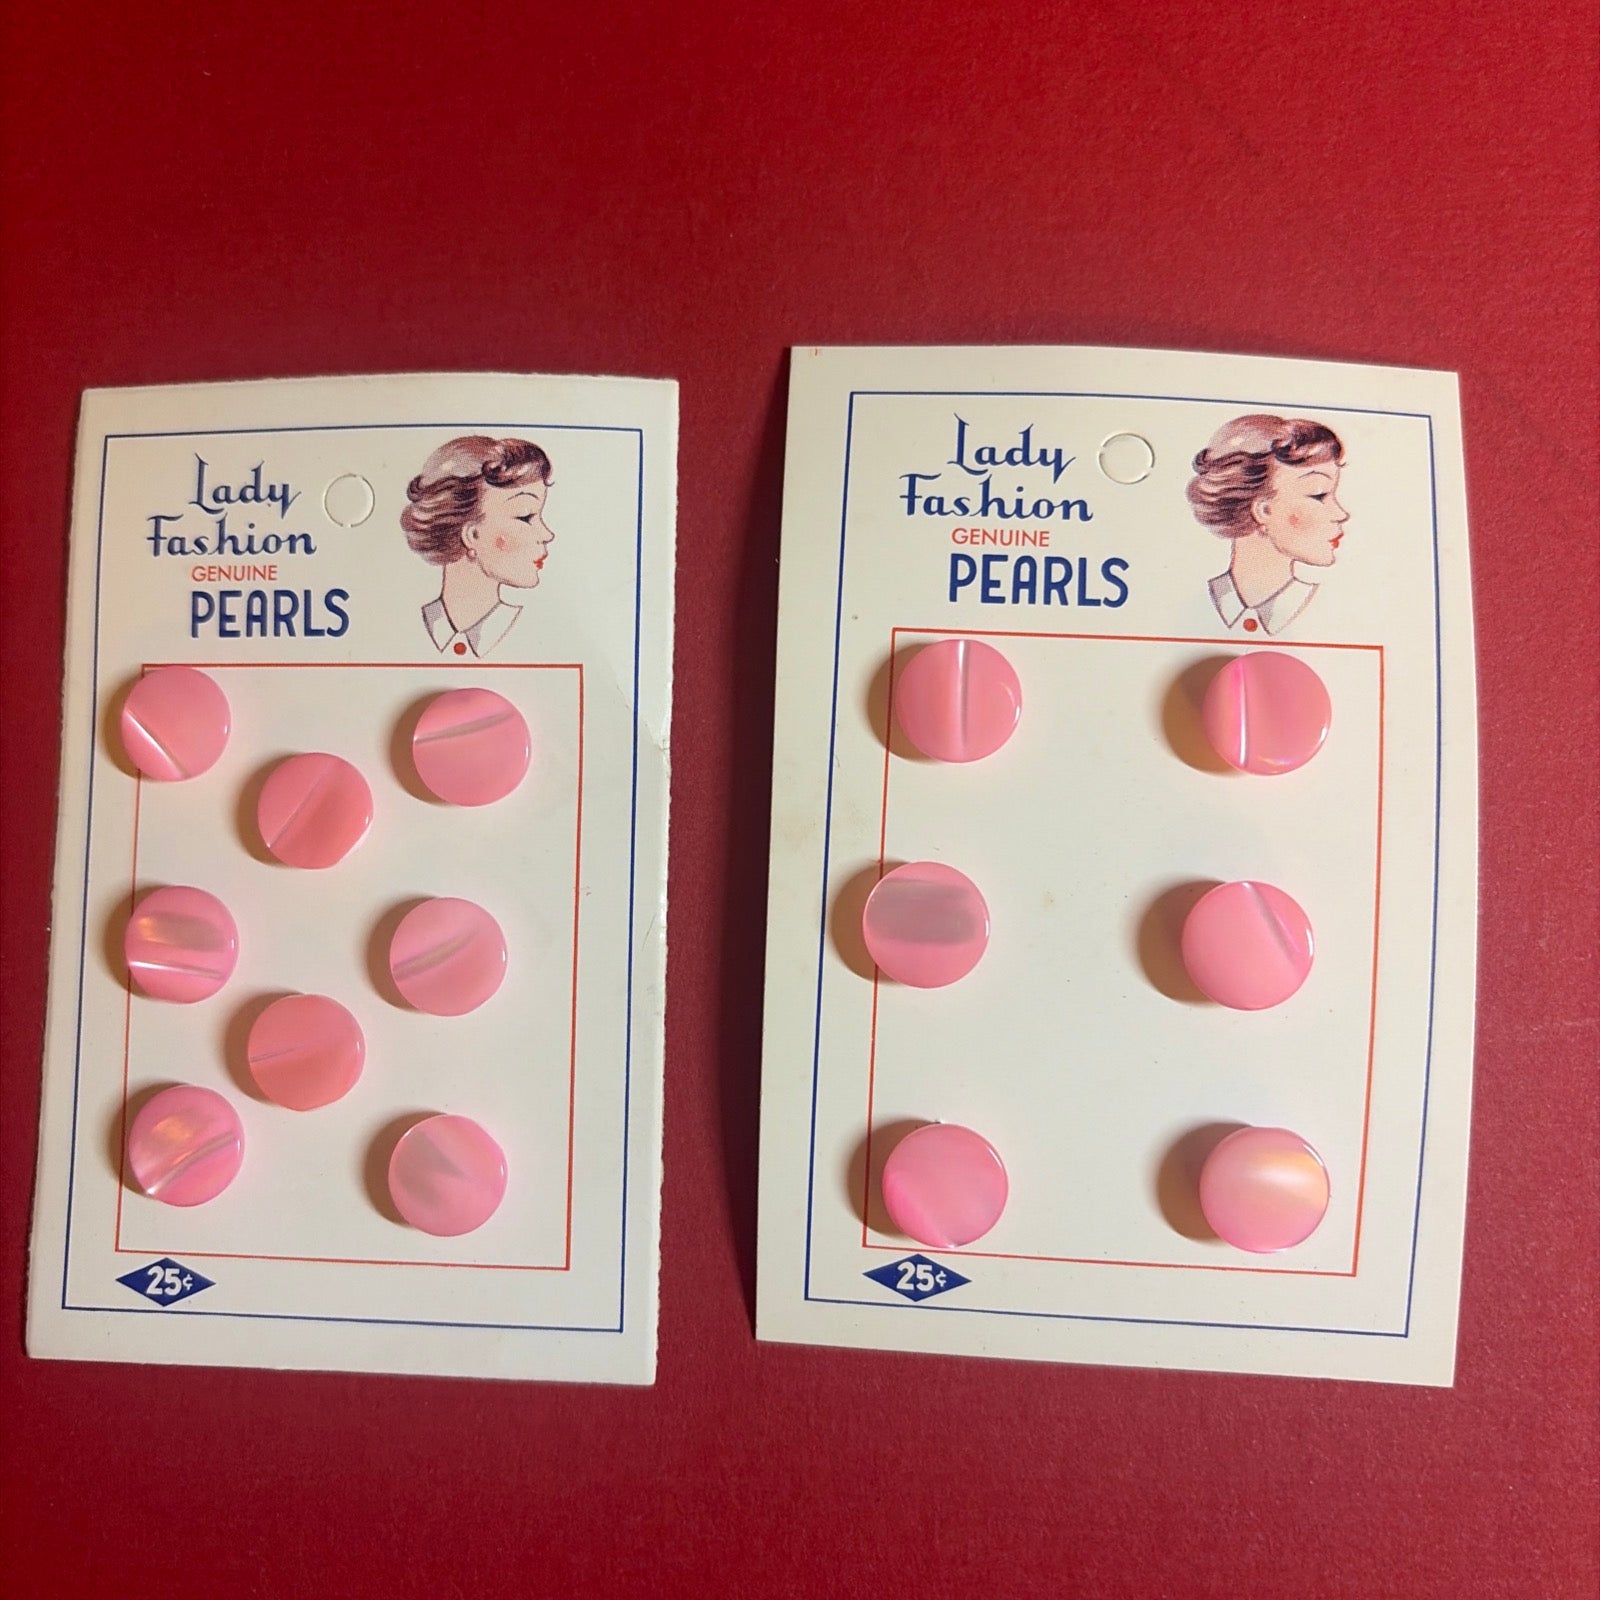 Lady
Fashion
GENUINE
PEARLS
25¢
Lady
Fashion
GENUINE
PEARLS
25¢